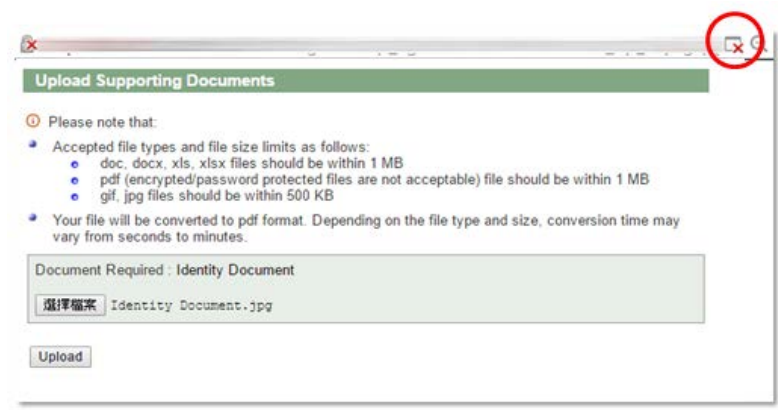 Upload Supporting Documents
Please note that:
Accepted file types and file size limits as follows:
doc, docx, xls, xlsx files should be within 1 MB
pdf (encrypted/password protected files are not acceptable) file should be within 1 MB
gif, jpg files should be within 500 KB
Your file will be converted to pdf format. Depending on the file type and size, conversion time may
vary from seconds to minutes.
Document Required : Identity Document
選擇檔案 Identity Document.jpg
Upload